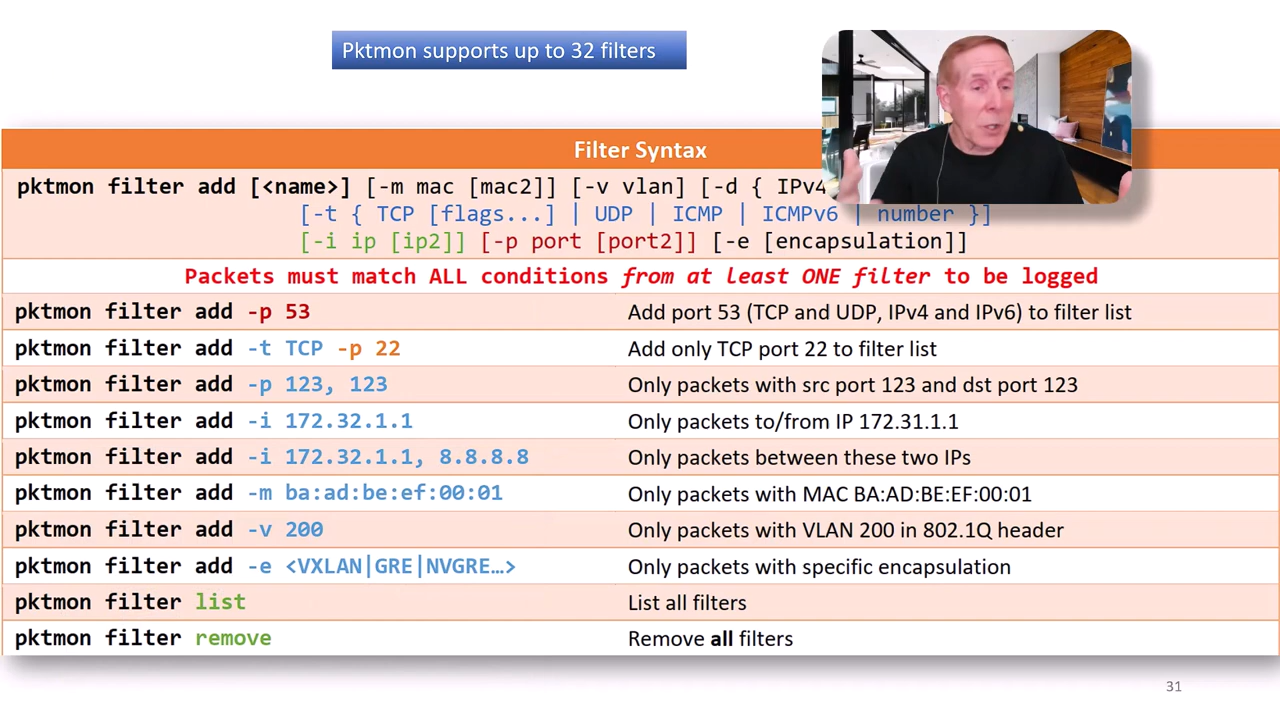 Pktmon supports up to 32 filters
Filter Syntax
pktmon filter add [<name>] [-m mac [mac2]] [-v vlan] [-d { IPv4
[-t { TCP [flags...] | UDP | ICMP | ICMPv6 | number }]
[-i ip [ip2]] [-p port [port2]] [-e [encapsulation]]
Packets must match ALL conditions from at least ONE filter to be logged
pktmon filter add -p 53 Add port 53 (TCP and UDP, IPv4 and IPv6) to filter list
pktmon filter add -t TCP -p 22 Add only TCP port 22 to filter list
pktmon filter add -p 123, 123 Only packets with src port 123 and dst port 123
pktmon filter add -i 172.32.1.1 Only packets to/from IP 172.31.1.1
pktmon filter add -i 172.32.1.1, 8.8.8.8 Only packets between these two IPs
pktmon filter add -m ba:ad:be:ef:00:01 Only packets with MAC BA:AD:BE:EF:00:01
pktmon filter add -v 200 Only packets with VLAN 200 in 802.1Q header
pktmon filter add -e <VXLAN|GRE|NVGRE…> Only packets with specific encapsulation
pktmon filter list List all filters
pktmon filter remove Remove all filters
31